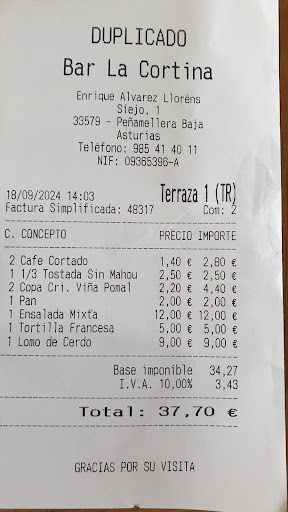 DUPLICADO
Bar La Cortina
Enrique Alvarez Lloréns
Siejo, 1
33579 - Peñamellera Baja
Asturias
Teléfono: 985 41 40 11
NIF: 09365396-A
18/09/2024 14:03 Terraza 1 (TR)
Factura Simplificada: 48317 Com: 2
C. CONCEPTO PRECIO IMPORTE
2 Cafe Cortado 1,40 € 2,80 €
1 1/3 Tostada Sin Mahou 2,50 € 2,50 €
2 Copa Cri. Viña Pomal 2,20 € 4,40 €
1 Pan 2,00 € 2,00 €
1 Ensalada Mixta 12,00 € 12,00 €
1 Tortilla Francesa 5,00 € 5,00 €
1 Lomo de Cerdo 9,00 € 9,00 €
Base imponible 34,27
I.V.A. 10,00% 3,43
Total: 37,70 €
GRACIAS POR SU VISITA